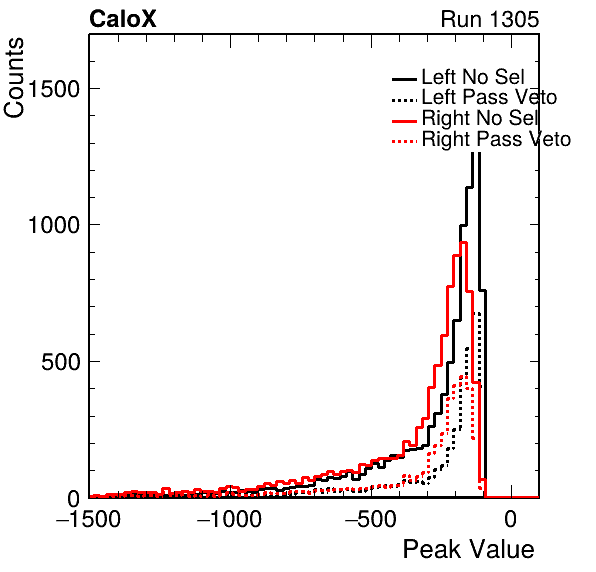 CaloX Run 1305
Counts
1500
1000
500
0
Left No Sel
Left Pass Veto
Right No Sel
Right Pass Veto
−1500 −1000 −500 0
Peak Value